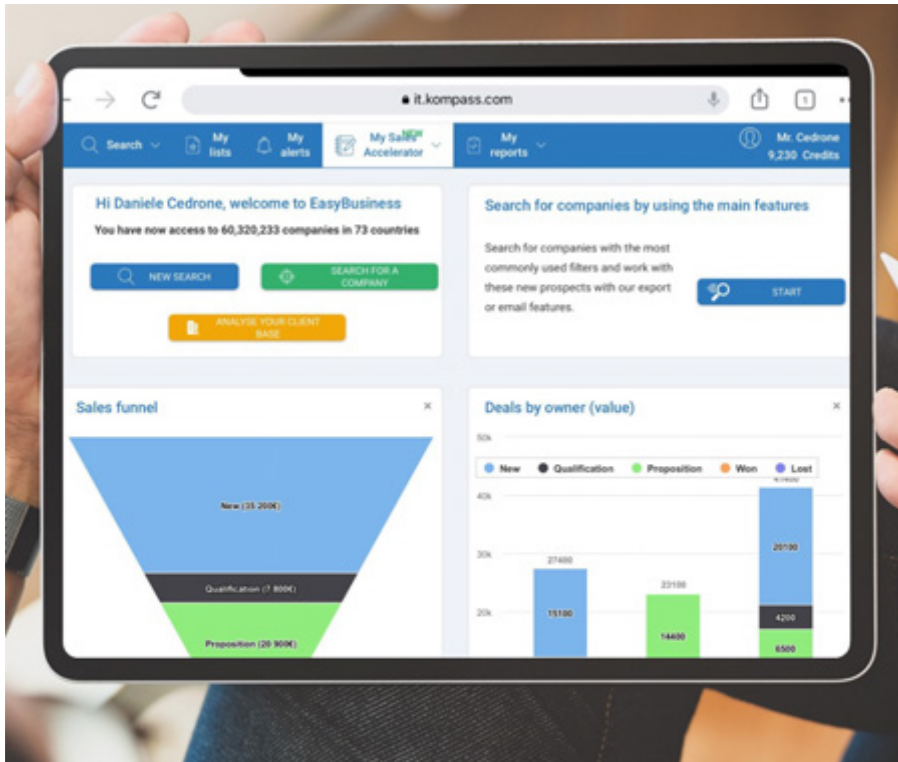 it.kompass.com
1
Search
My lists
My alerts
My Sales Accelerator
NEW
My reports
Mr. Cedrone
9,230 Credits
Hi Daniele Cedrone, welcome to EasyBusiness
You have now access to 60,320,233 companies in 73 countries
NEW SEARCH
SEARCH FOR A
COMPANY
ANALYSE YOUR CLIENT
BASE
Search for companies by using the main features
Search for companies with the most
commonly used filters and work with
these new prospects with our export
or email features.
START
Sales funnel
New (35 200€)
Qualification (7 800€)
Proposition (20 900€)
Deals by owner (value)
50k
New Qualification Proposition Won Lost
40k
30k
27400
20100
23100
20k
15100
4200
14400
6500